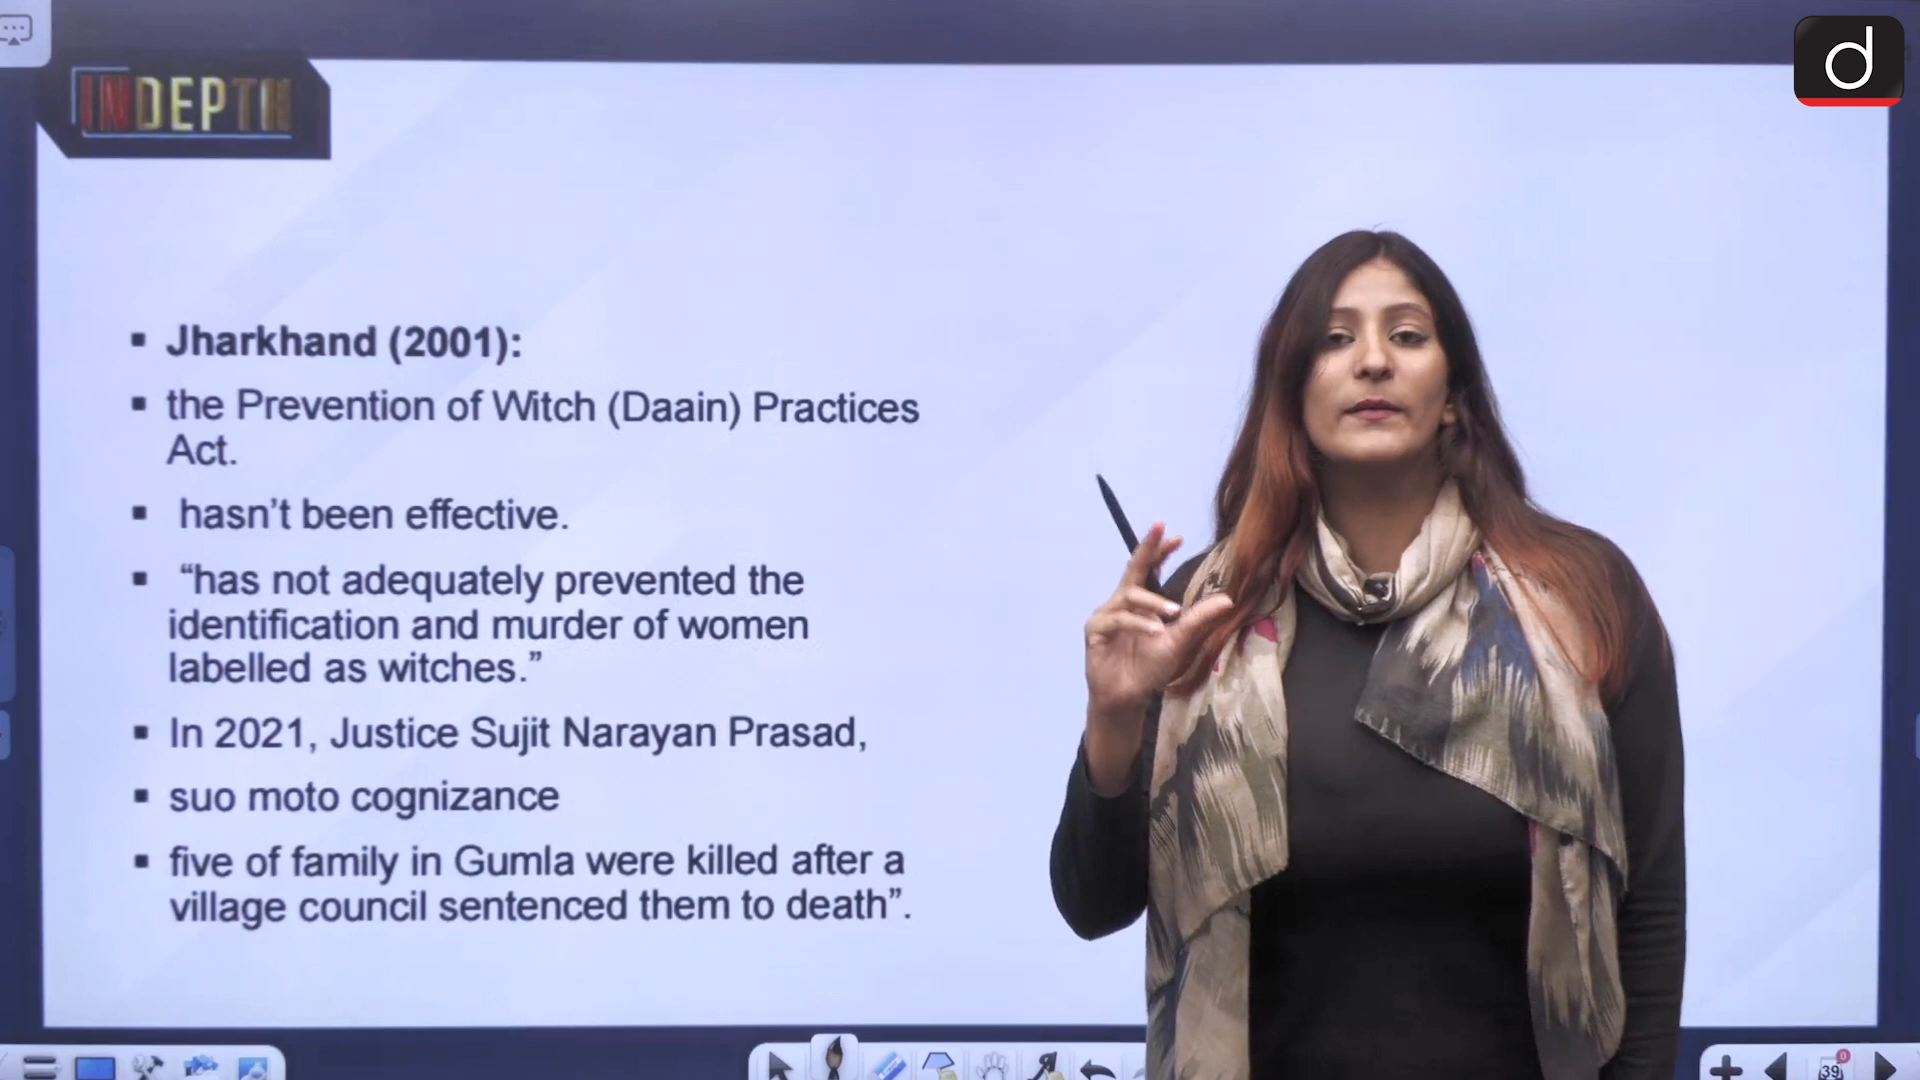 INDEPTH
d
Jharkhand (2001):
the Prevention of Witch (Daain) Practices
Act.
hasn’t been effective.
“has not adequately prevented the
identification and murder of women
labelled as witches.”
In 2021, Justice Sujit Narayan Prasad,
suo moto cognizance
five of family in Gumla were killed after a
village council sentenced them to death”.
39
0